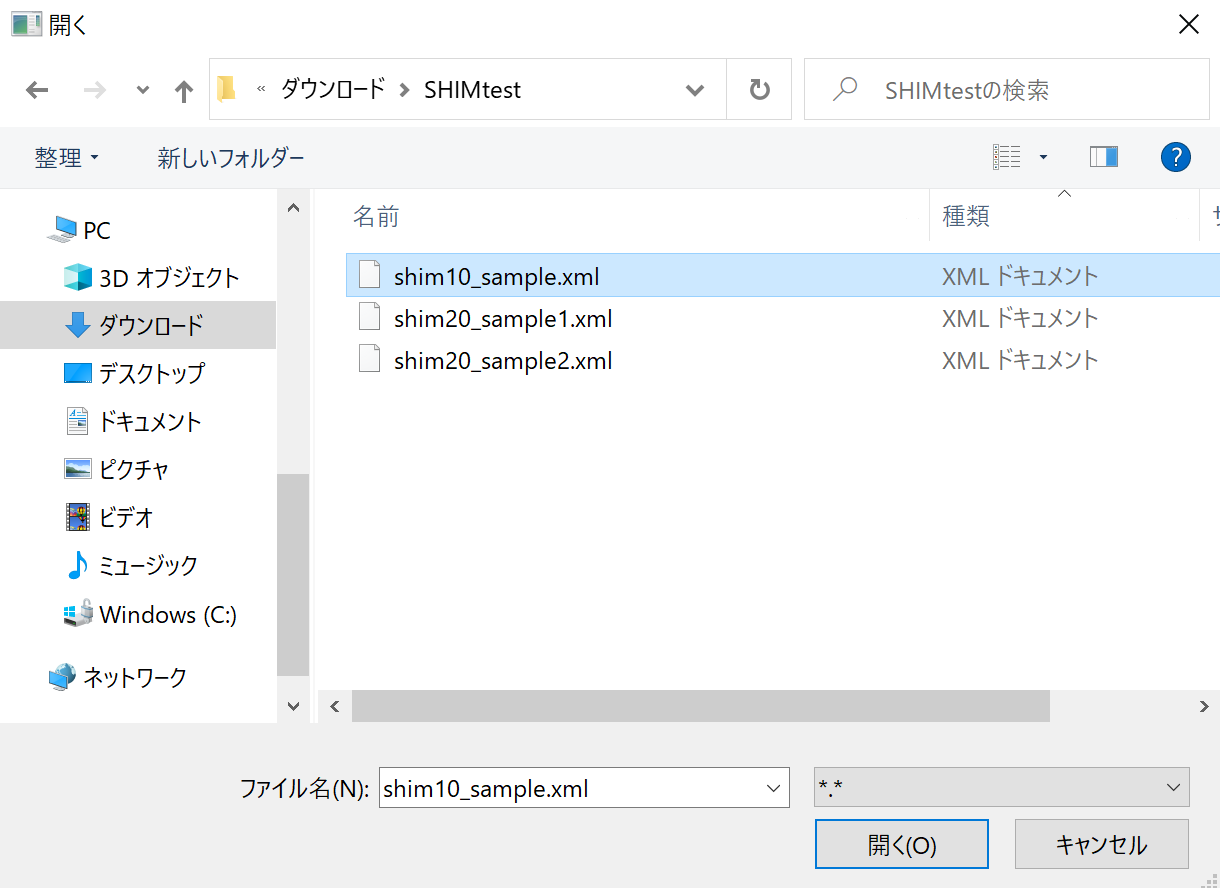 開く
« ダウンロード > SHIMtest
SHIMtestの検索
整理
新しいフォルダー
?
PC
3D オブジェクト
ダウンロード
デスクトップ
ドキュメント
ピクチャ
ビデオ
ミュージック
Windows (C:)
ネットワーク
名前 種類
shim10_sample.xml XML ドキュメント
shim20_sample1.xml XML ドキュメント
shim20_sample2.xml XML ドキュメント
ファイル名(N): shim10_sample.xml
*.*
開く(O) キャンセル